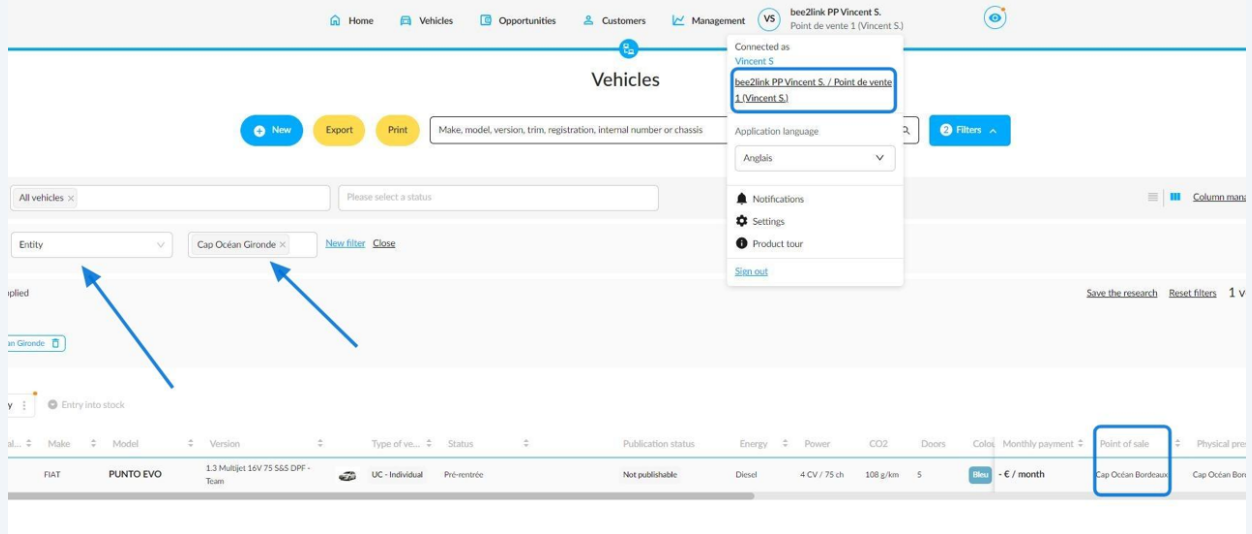 Home Vehicles Opportunities Customers Management VS bee2link PP Vincent S.
Point de vente 1 (Vincent S.)
Connected as
Vincent S
bee2link PP Vincent S. / Point de vente
1 (Vincent S.)
Vehicles
New Export Print Make, model, version, trim, registration, internal number or chassis 2 Filters
Application language
Anglais
All vehicles × Please select a status Column mana
Notifications
Settings
Product tour
Sign out
Entity Cap Océan Gironde × New filter Close
pplied Save the research Reset filters 1 v
an Gironde
y Entry into stock
al... Make Model Version Type of ve... Status Publication status Energy Power CO2 Doors Colou Monthly payment Point of sale Physical pre
FIAT PUNTO EVO 1.3 Multijet 16V 75 S&S DPF -
Team UC - Individual Pré-rentrée Not publishable Diesel 4 CV / 75 ch 108 g/km 5 Bleu - € / month Cap Océan Bordeaux Cap Océan Bor